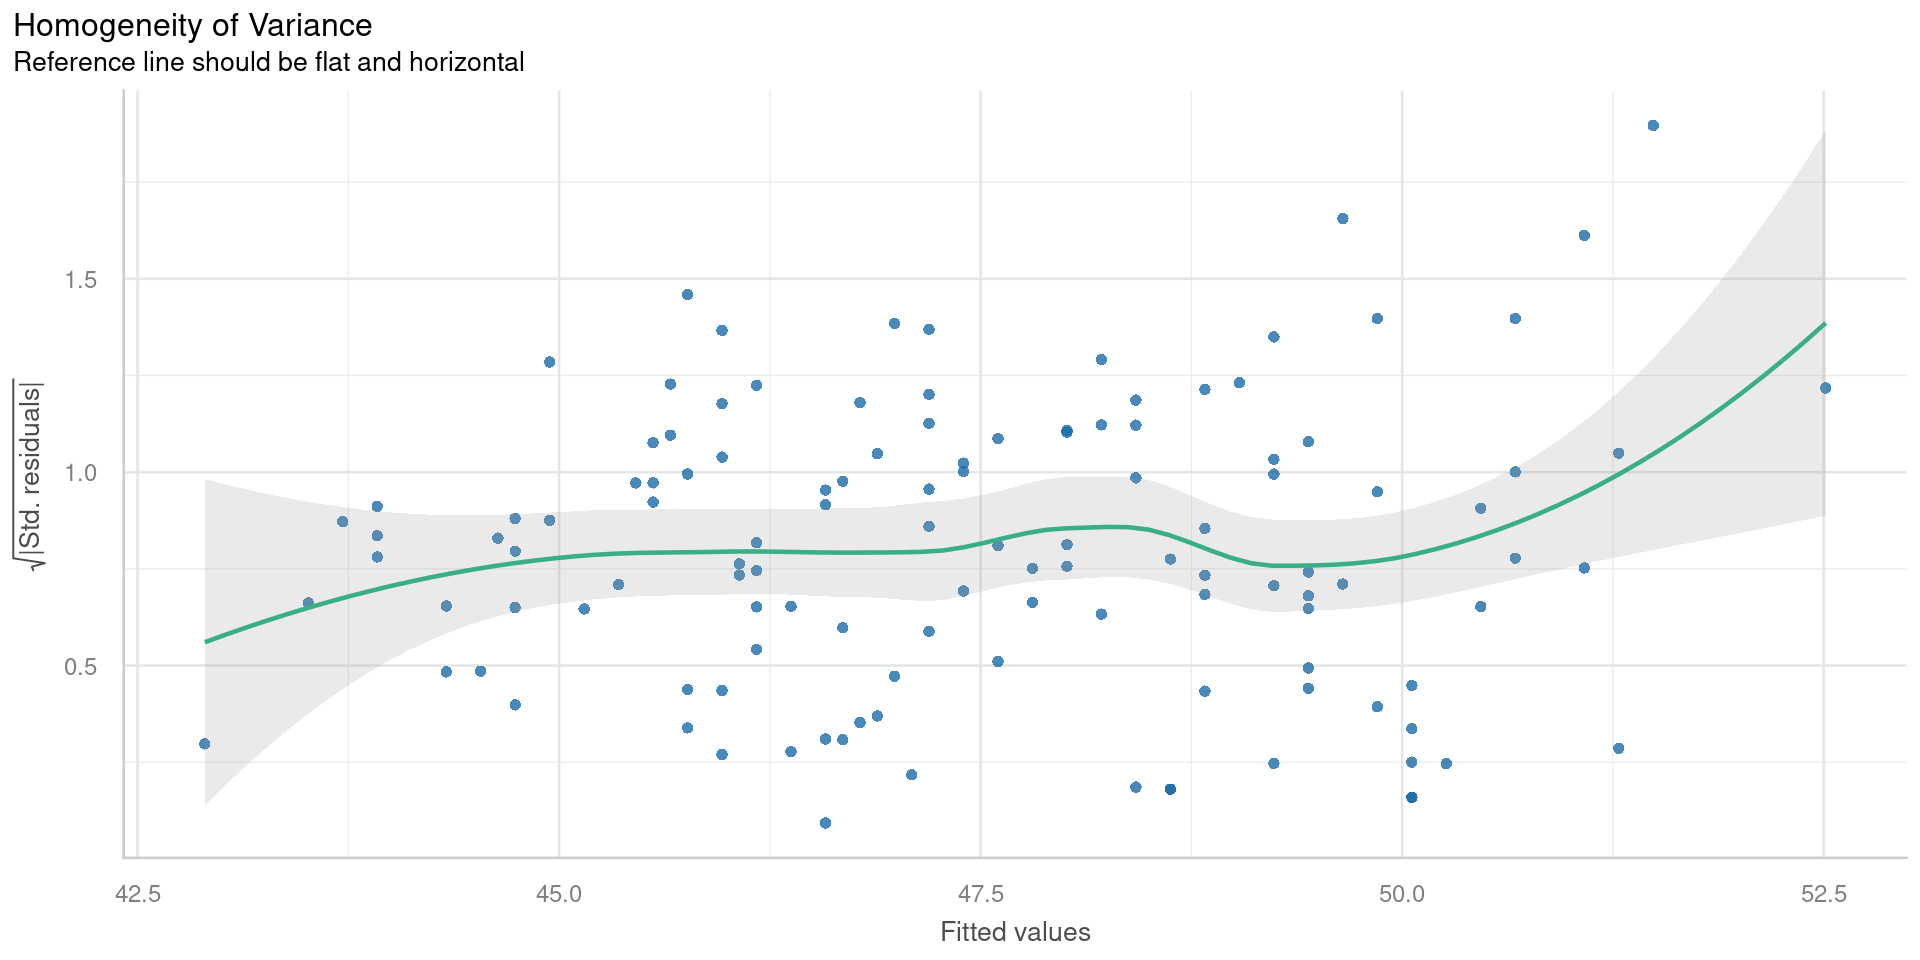 Homogeneity of Variance
Reference line should be flat and horizontal
√|Std. residuals|
1.5
1.0
0.5
42.5
45.0
47.5
50.0
52.5
Fitted values